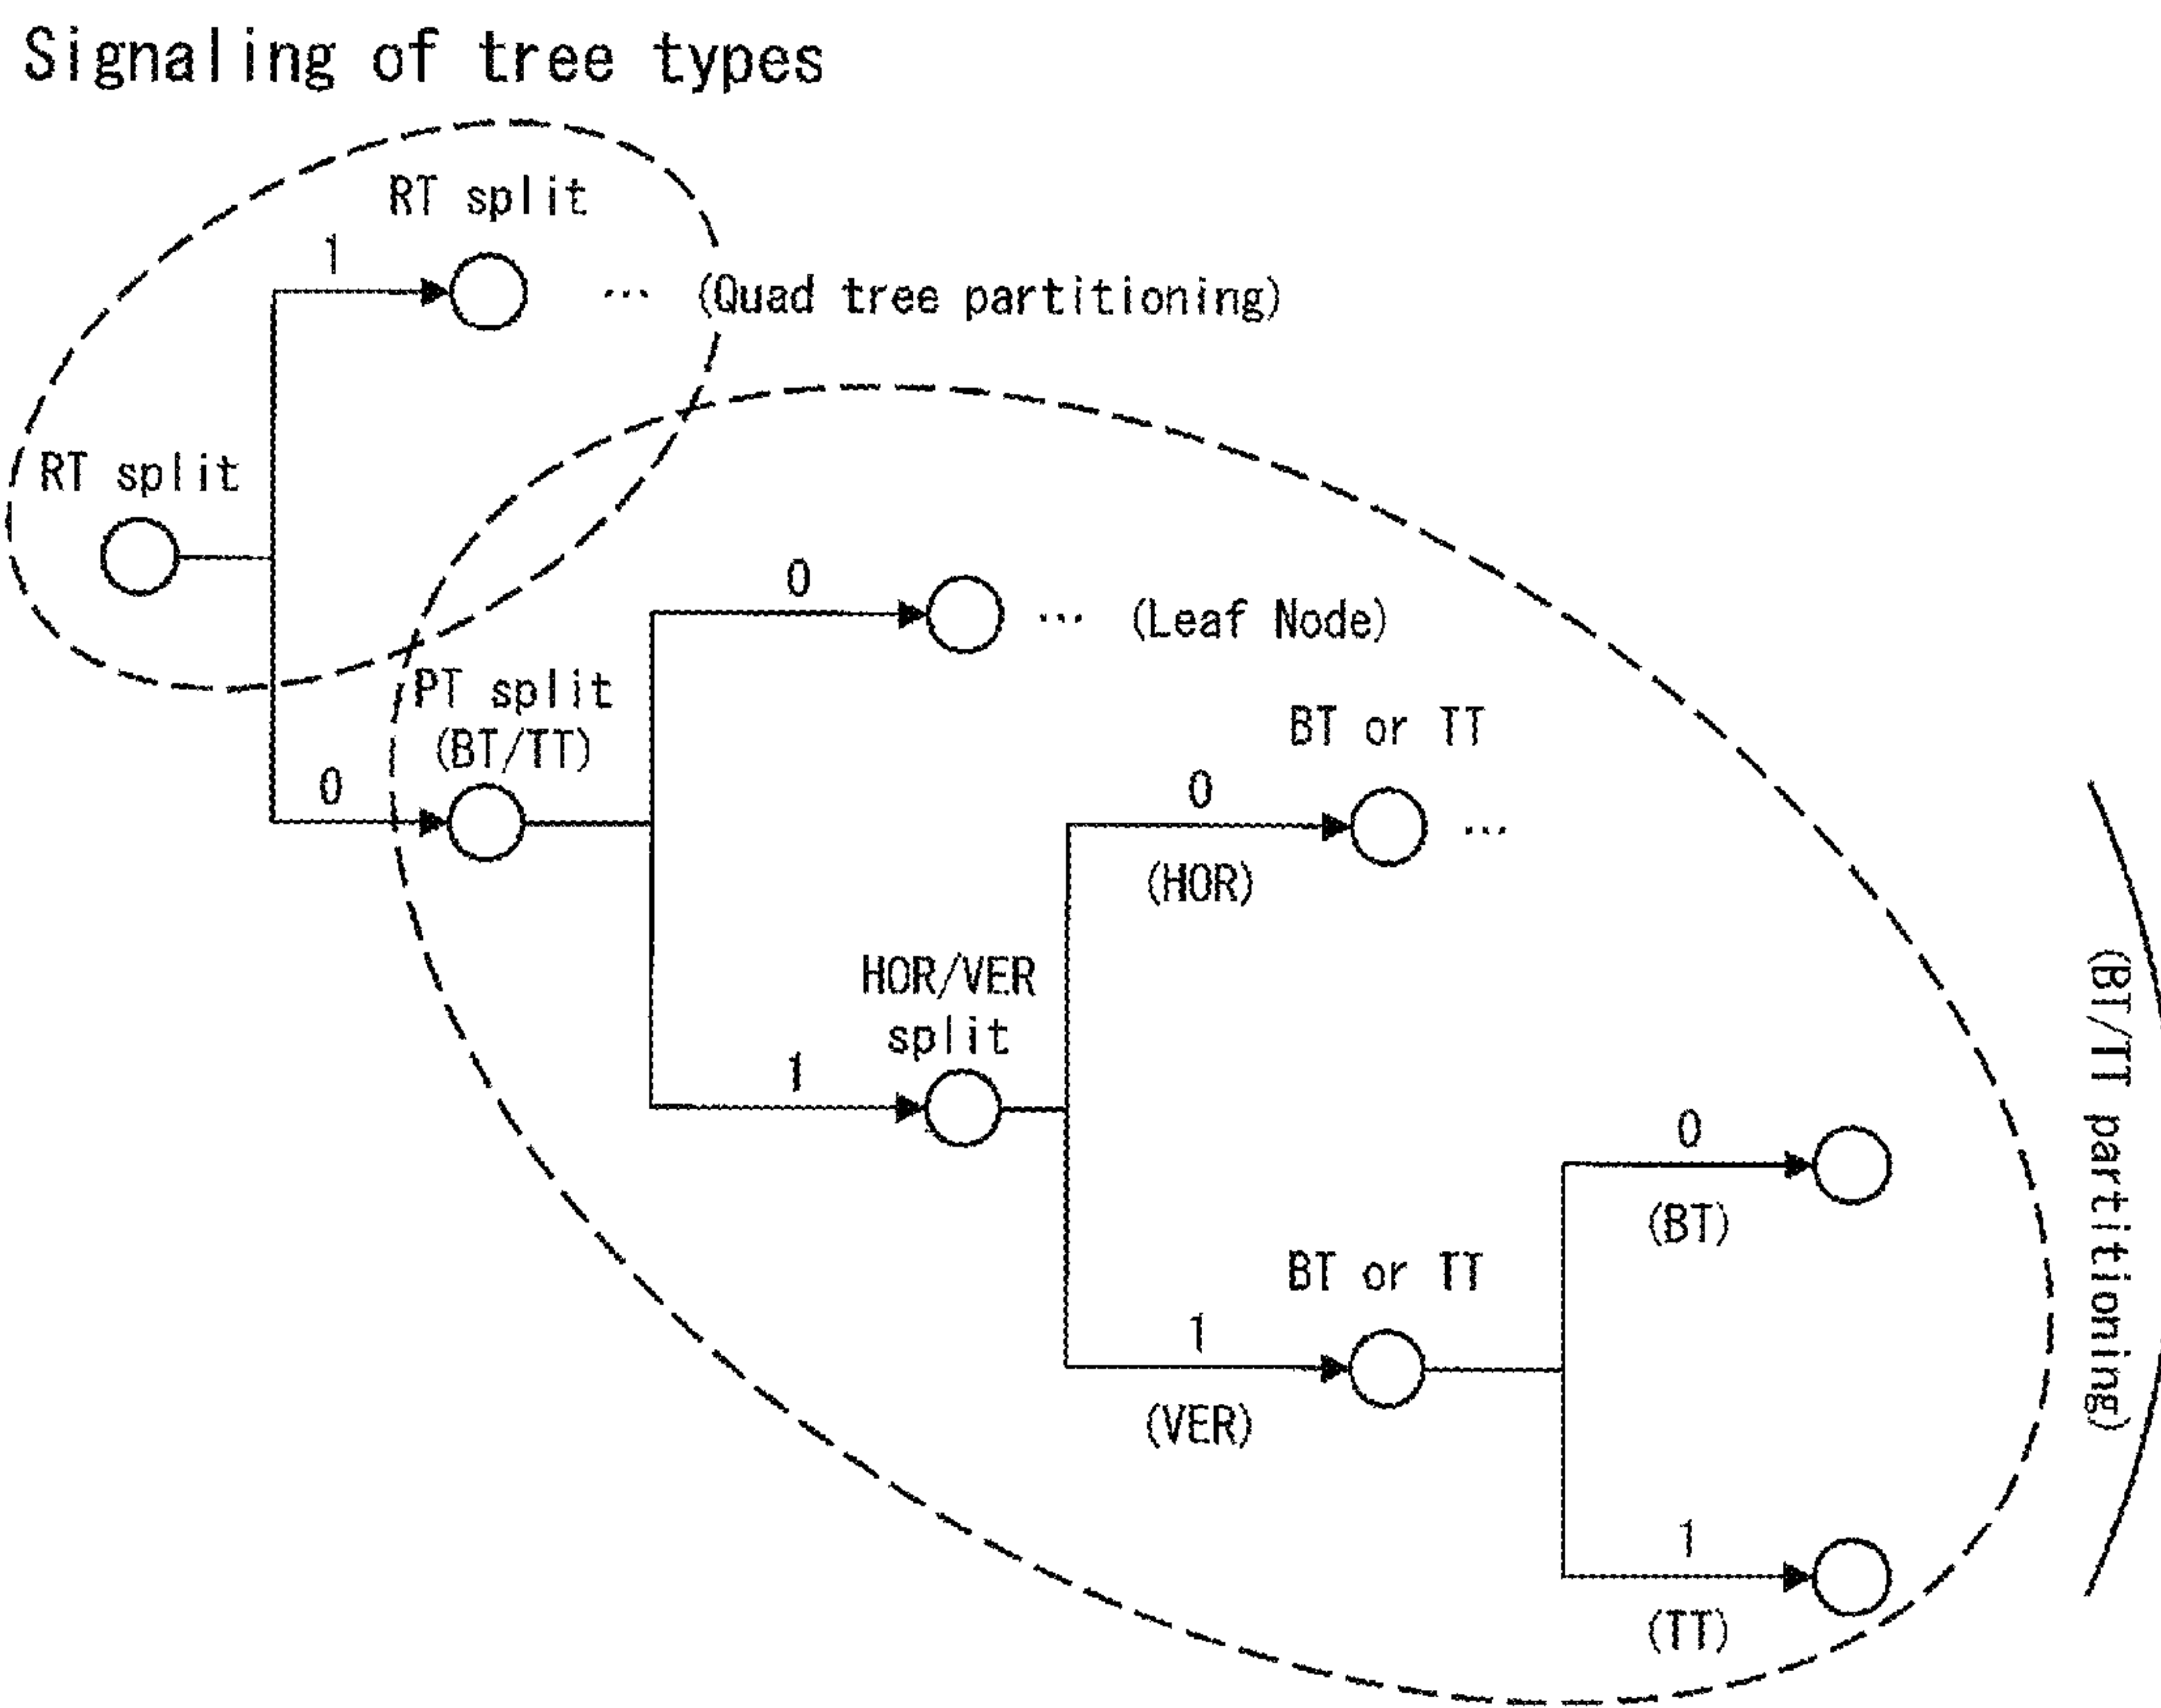 Signaling of tree types
RT split
1
... (Quad tree partitioning)
RT split
0
... (Leaf Node)
PT split
(BT/TT)
0
BT or TT
0
...
(HOR)
HOR/VER
split
1
0
(BT)
BT or TT
1
(VER)
1
(TT)
(BT/TT partitioning)